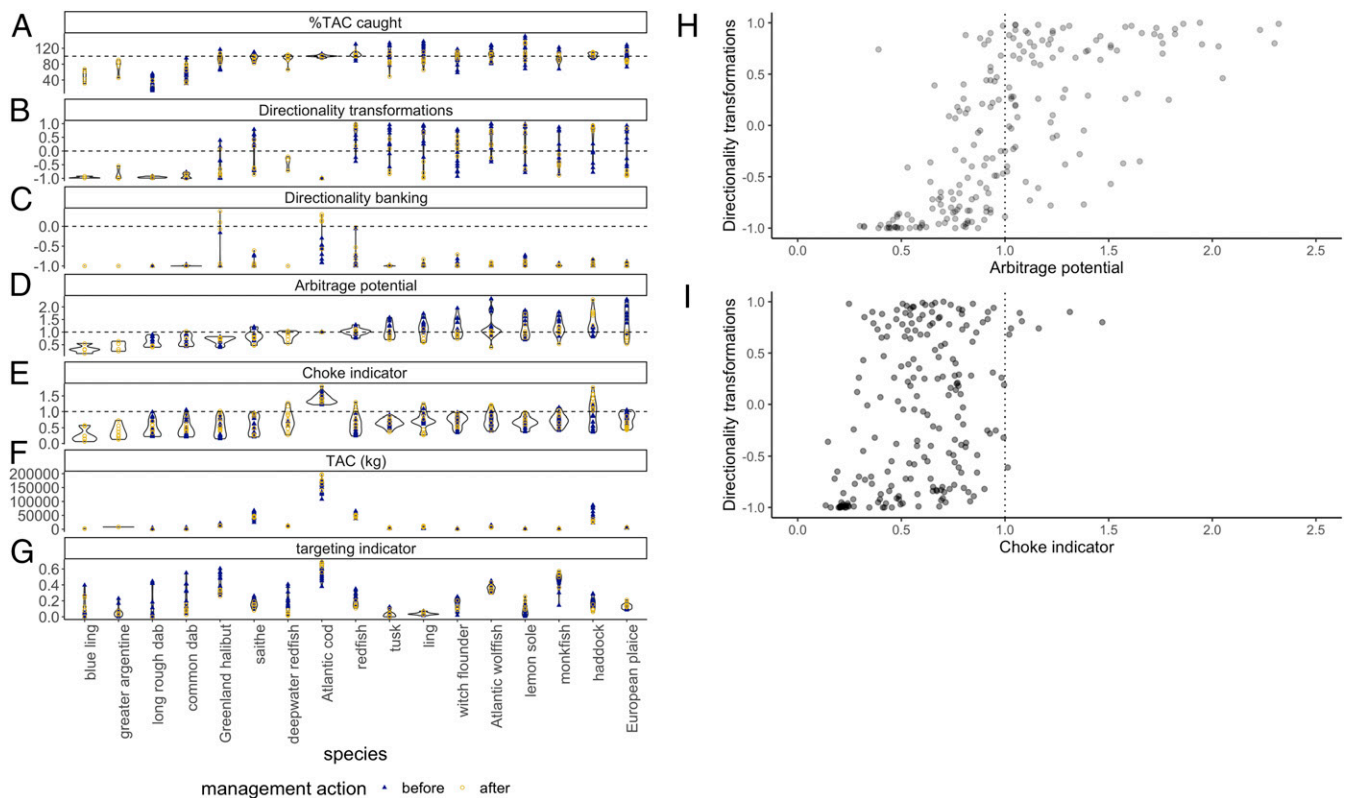 A
%TAC caught
120
80
40
B
Directionality transformations
1.0
0.5
0.0
-0.5
-1.0
C
Directionality banking
0.0
-0.5
-1.0
D
Arbitrage potential
2.0
1.5
1.0
0.5
E
Choke indicator
1.5
1.0
0.5
0.0
F
TAC (kg)
200000
150000
100000
50000
0
G
targeting indicator
0.6
0.4
0.2
0.0
blue ling
greater argentine
long rough dab
common dab
Greenland halibut
saithe
deepwater redfish
Atlantic cod
redfish
tusk
ling
witch flounder
Atlantic wolffish
lemon sole
monkfish
haddock
European plaice
species
management action before after
H
Directionality transformations
1.0
0.5
0.0
-0.5
-1.0
0.0 0.5 1.0 1.5 2.0 2.5
Arbitrage potential
I
Directionality transformations
1.0
0.5
0.0
-0.5
-1.0
0.0 0.5 1.0 1.5 2.0 2.5
Choke indicator